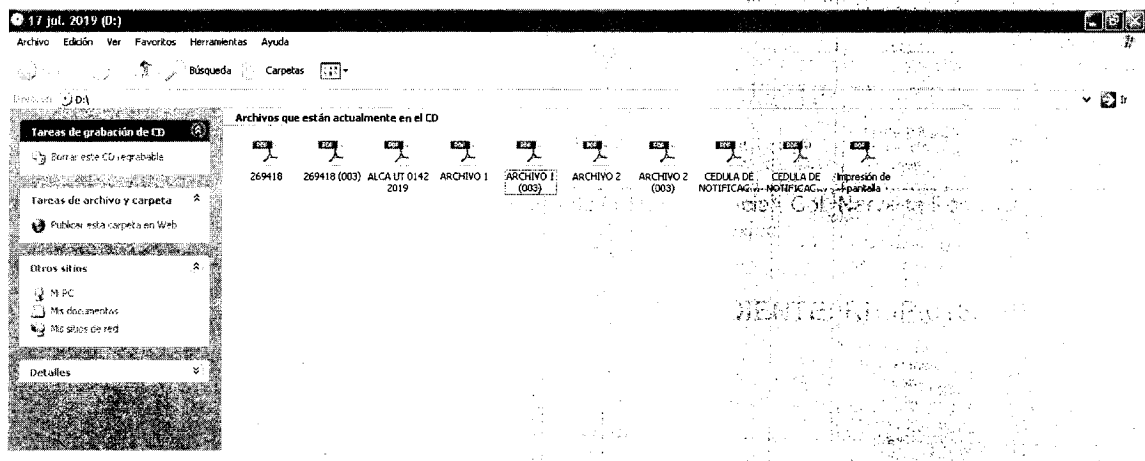 17 jul. 2019 (D:)
Archivo Edición Ver Favoritos Herramientas Ayuda
Búsqueda Carpetas
D:\ Ir
Tareas de grabación de CD
Borrar este CD regrabable
Tareas de archivo y carpeta
Publicar esta carpeta en Web
Otros sitios
Mi PC
Mis documentos
Mis sitios de red
Detalles
Archivos que están actualmente en el CD
269418 269418 (003) ALCA UT 0142 2019 ARCHIVO 1 ARCHIVO 1 (003) ARCHIVO 2 ARCHIVO 2 (003) CEDULA DE NOTIFICAC... CEDULA DE NOTIFICAC... Impresión de pantalla